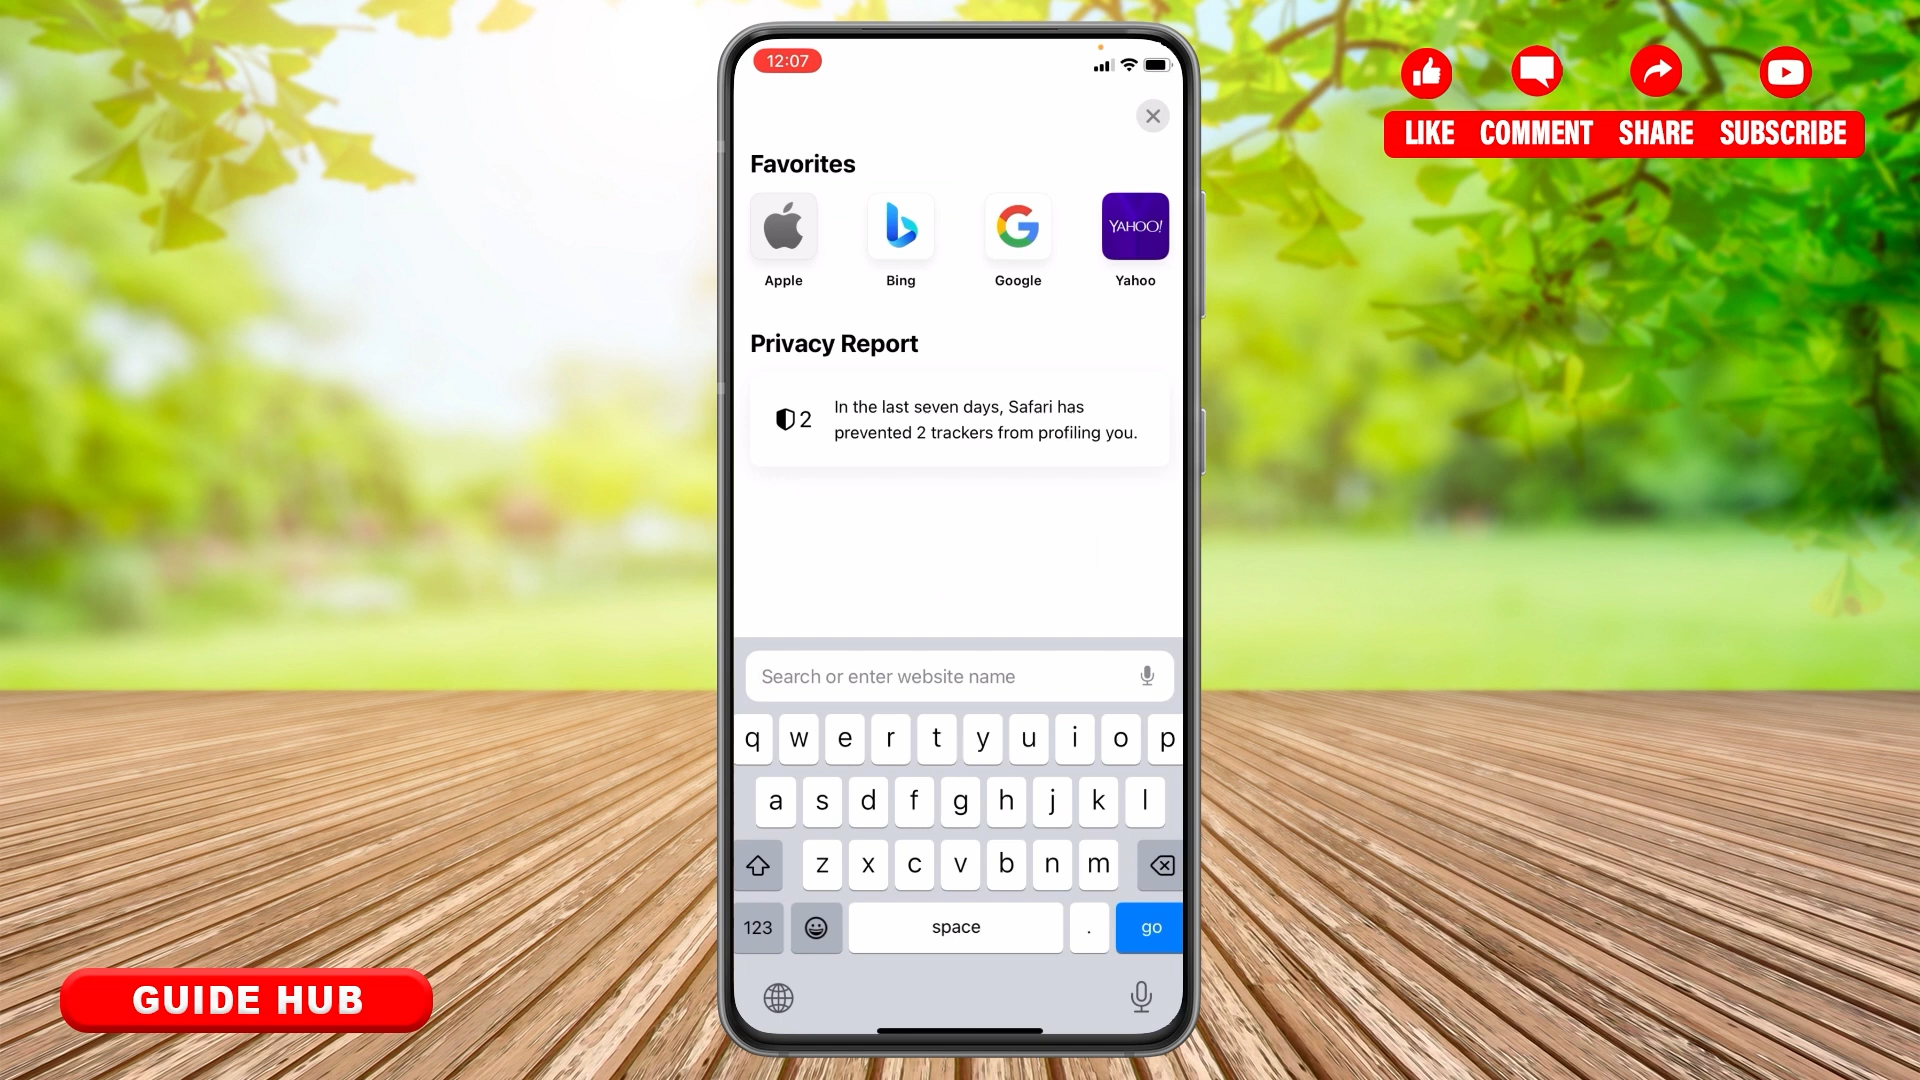 12:07
LIKE COMMENT SHARE SUBSCRIBE
Favorites
YAHOO!
Apple Bing Google Yahoo
Privacy Report
2
In the last seven days, Safari has
prevented 2 trackers from profiling you.
Search or enter website name
q w e r t y u i o p
a s d f g h j k l
z x c v b n m
123 space . go
GUIDE HUB